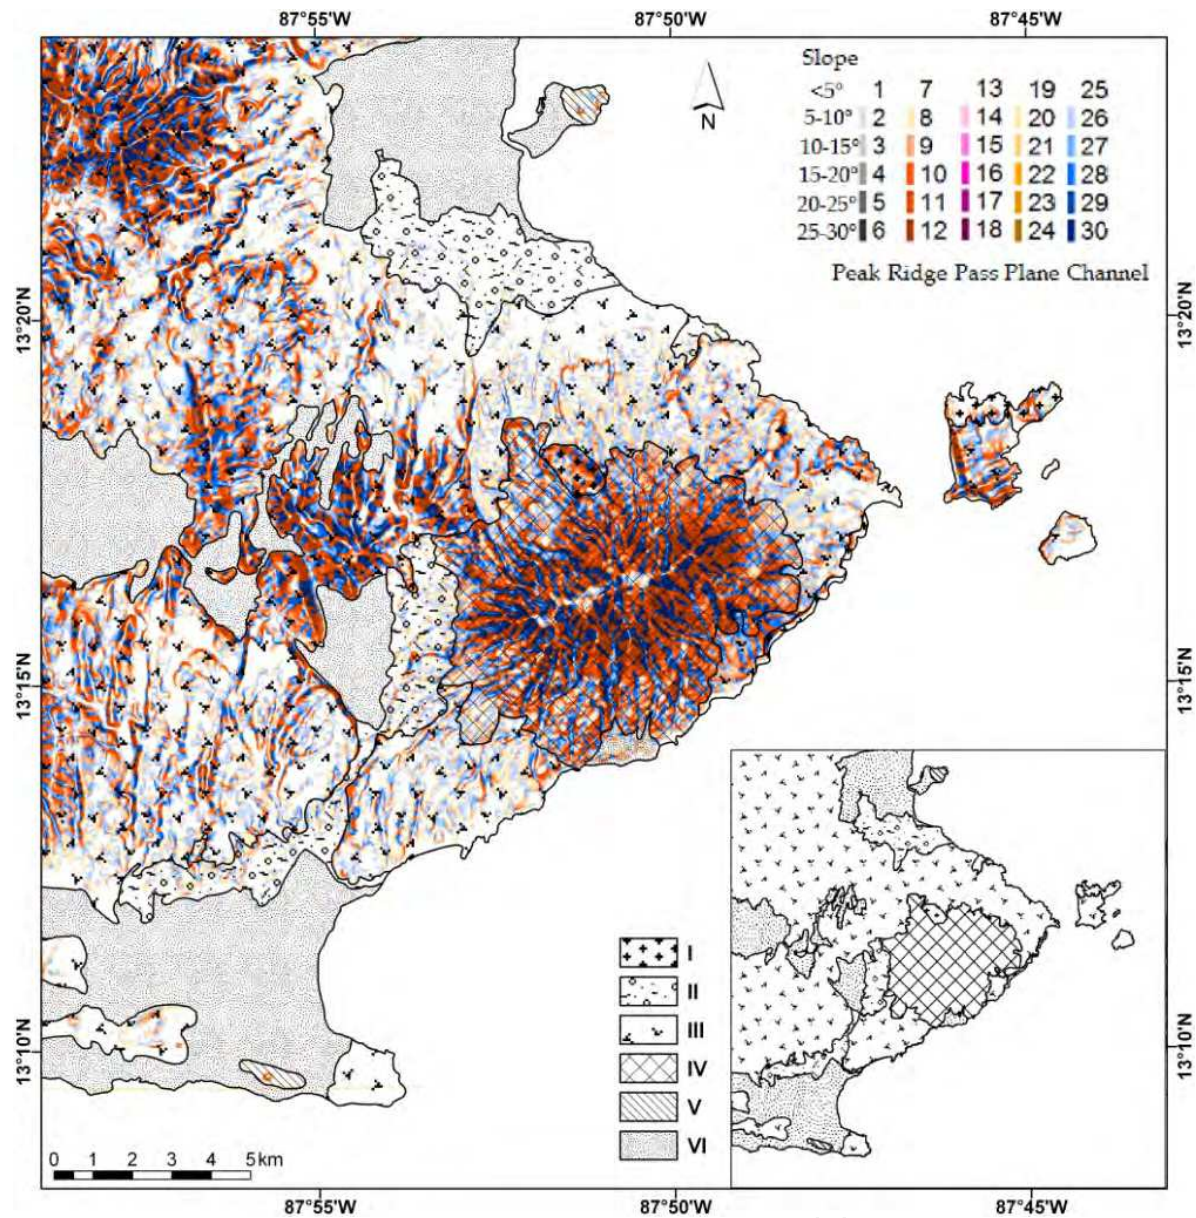 87°55'W 87°50'W 87°45'W
Slope
<5° 1 7 13 19 25
5-10° 2 8 14 20 26
10-15° 3 9 15 21 27
15-20° 4 10 16 22 28
20-25° 5 11 17 23 29
25-30° 6 12 18 24 30
Peak Ridge Pass Plane Channel
N
13°20'N 13°20'N
13°15'N 13°15'N
I
II
III
13°10'N 13°10'N
IV
V
VI
0 1 2 3 4 5 km
87°55'W 87°50'W 87°45'W